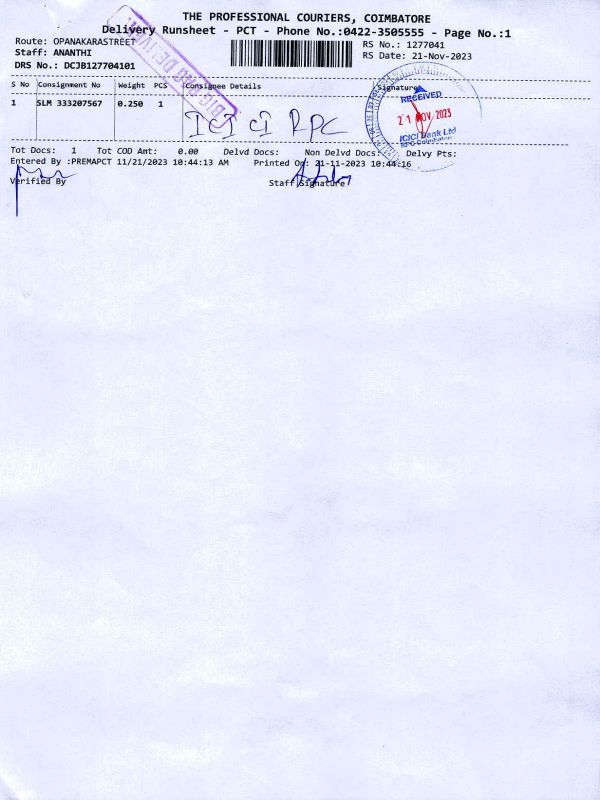 THE PROFESSIONAL COURIERS, COIMBATORE
Delivery Runsheet - PCT - Phone No.:0422-3505555 - Page No.:1
Route: OPANAKARASTREET
RS No.: 1277041
Staff: ANANTHI
RS Date: 21-Nov-2023
DRS No.: DCJB127704101
S No Consignment No Weight PCS Consignee Details Signature
1 SLM 333207567 0.250 1
ICICI RPC
RECEIVED
21 NOV 2023
ICICI Bank Ltd
RPC Coimbatore
Tot Docs: 1 Tot COD Amt: 0.00 Delvd Docs: Non Delvd Docs: Delvy Pts:
Entered By :PREMAPCT 11/21/2023 10:44:13 AM Printed On: 21-11-2023 10:44:16
Verified By Staff Signature